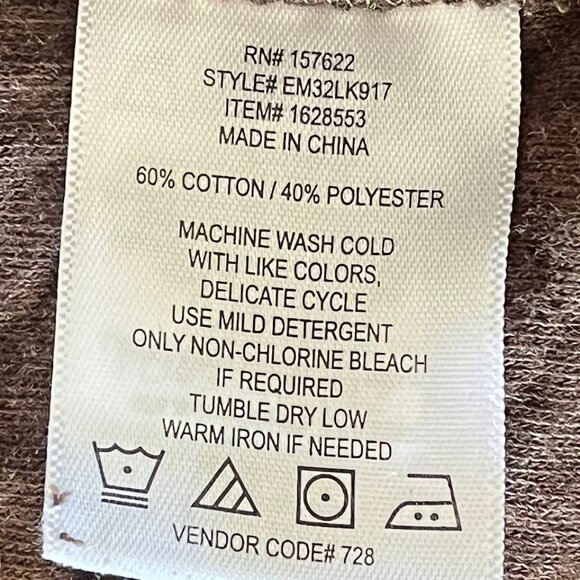 RN# 157622
STYLE# EM32LK917
ITEM# 1628553
MADE IN CHINA
60% COTTON / 40% POLYESTER
MACHINE WASH COLD
WITH LIKE COLORS,
DELICATE CYCLE
USE MILD DETERGENT
ONLY NON-CHLORINE BLEACH
IF REQUIRED
TUMBLE DRY LOW
WARM IRON IF NEEDED
VENDOR CODE# 728